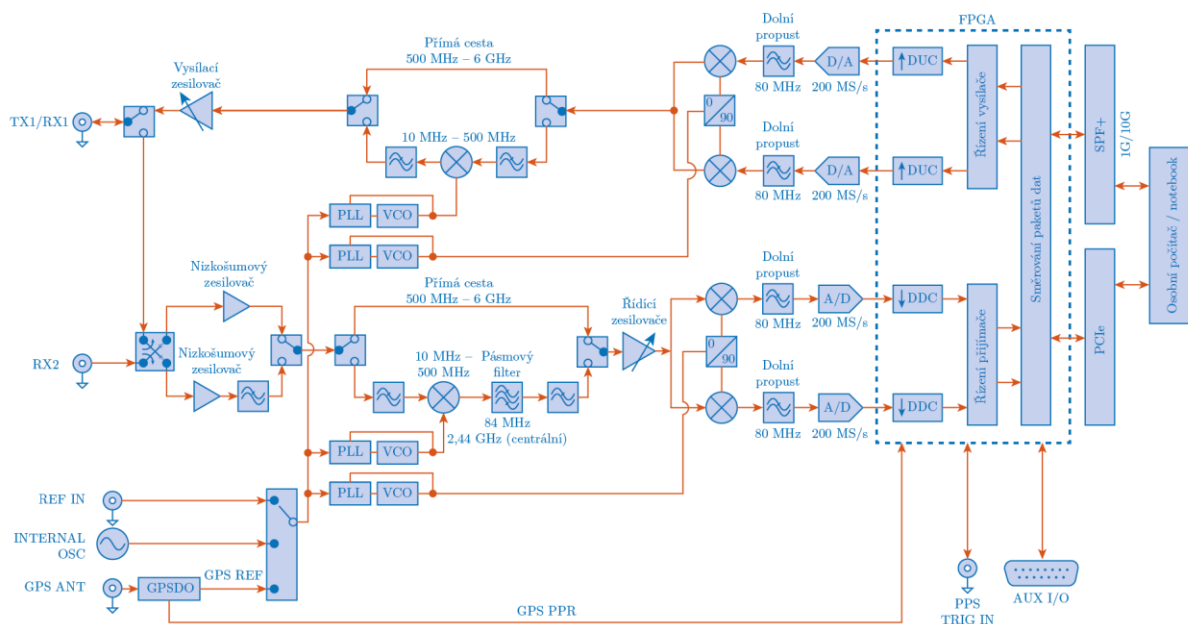 Dolní
propust
Dolní
propust
FPGA
Přímá cesta
500 MHz – 6 GHz
Vysílací
zesilovač
TX1/RX1
10 MHz – 500 MHz
0
90
80 MHz
D/A
200 MS/s
DUC
Dolní
propust
80 MHz
D/A
200 MS/s
DUC
Řízení vysílače
Směrování paketů dat
SPF+
1G/10G
Osobní počítač / notebook
PLL
VCO
PLL
VCO
Nizkošumový
zesilovač
Přímá cesta
500 MHz – 6 GHz
Řídící
zesilovače
Dolní
propust
80 MHz
A/D
200 MS/s
DDC
Řízení přijímače
PCIe
RX2
Nizkošumový
zesilovač
10 MHz –
500 MHz
Pásmový
filter
84 MHz
2,44 GHz (centrální)
0
90
Dolní
propust
80 MHz
A/D
200 MS/s
DDC
PLL
VCO
PLL
VCO
REF IN
INTERNAL
OSC
GPS ANT
GPSDO
GPS REF
GPS PPR
PPS
TRIG IN
AUX I/O